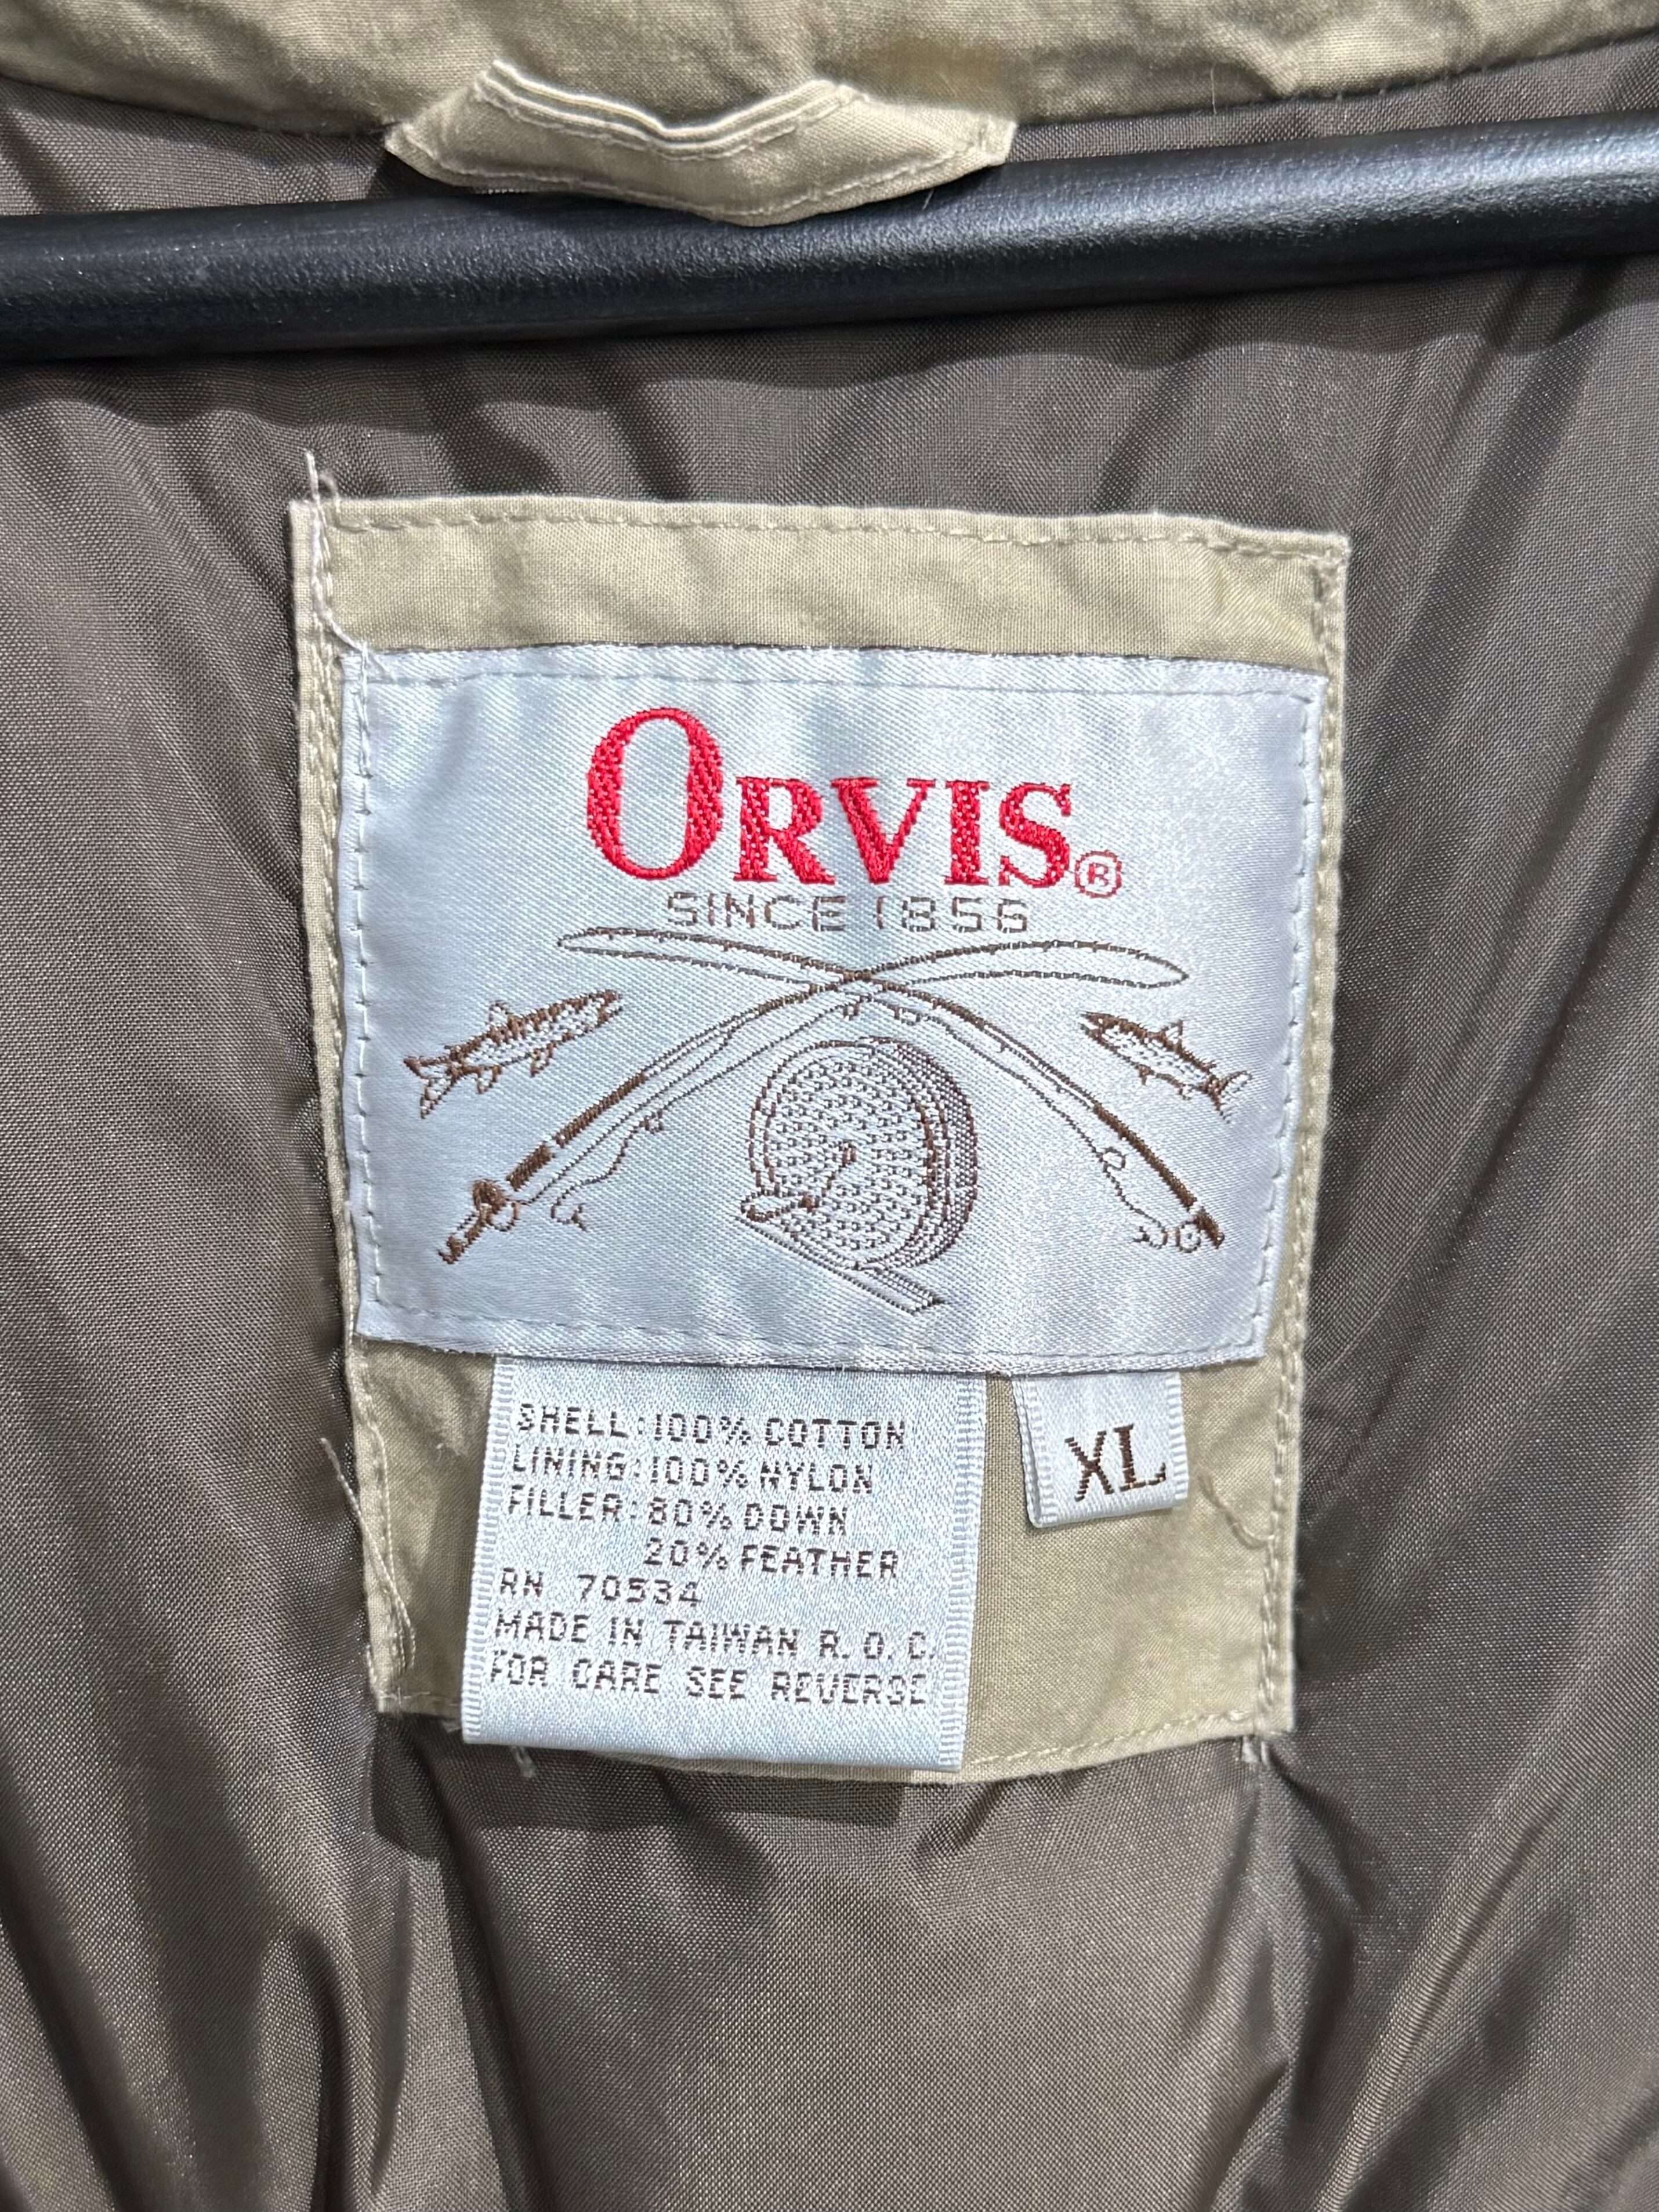 ORVIS®
SINCE 1856
SHELL: 100% COTTON
LINING: 100% NYLON
FILLER: 80% DOWN
20% FEATHER
RN 70534
MADE IN TAIWAN R.O.C.
FOR CARE SEE REVERSE
XL